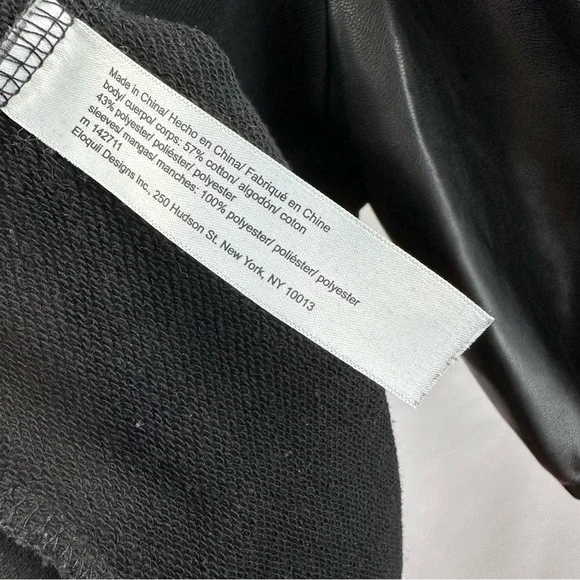 Made in China/ Hecho en China/ Fabriqué en Chine
body/ cuerpo/ corps: 57% cotton/ algodón/ coton
43% polyester/ poliéster/ polyester
sleeves/ mangas/ manches: 100% polyester/ poliéster/ polyester
rn 142711
Eloquii Designs Inc., 250 Hudson St. New York, NY 10013